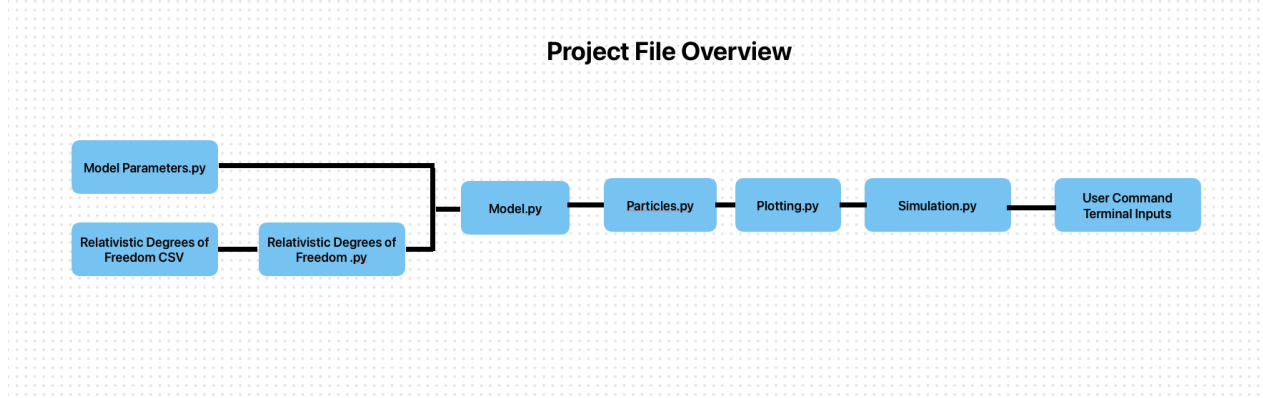 Project File Overview
Model Parameters.py
Relativistic Degrees of
Freedom CSV
Relativistic Degrees of
Freedom .py
Model.py
Particles.py
Plotting.py
Simulation.py
User Command
Terminal Inputs